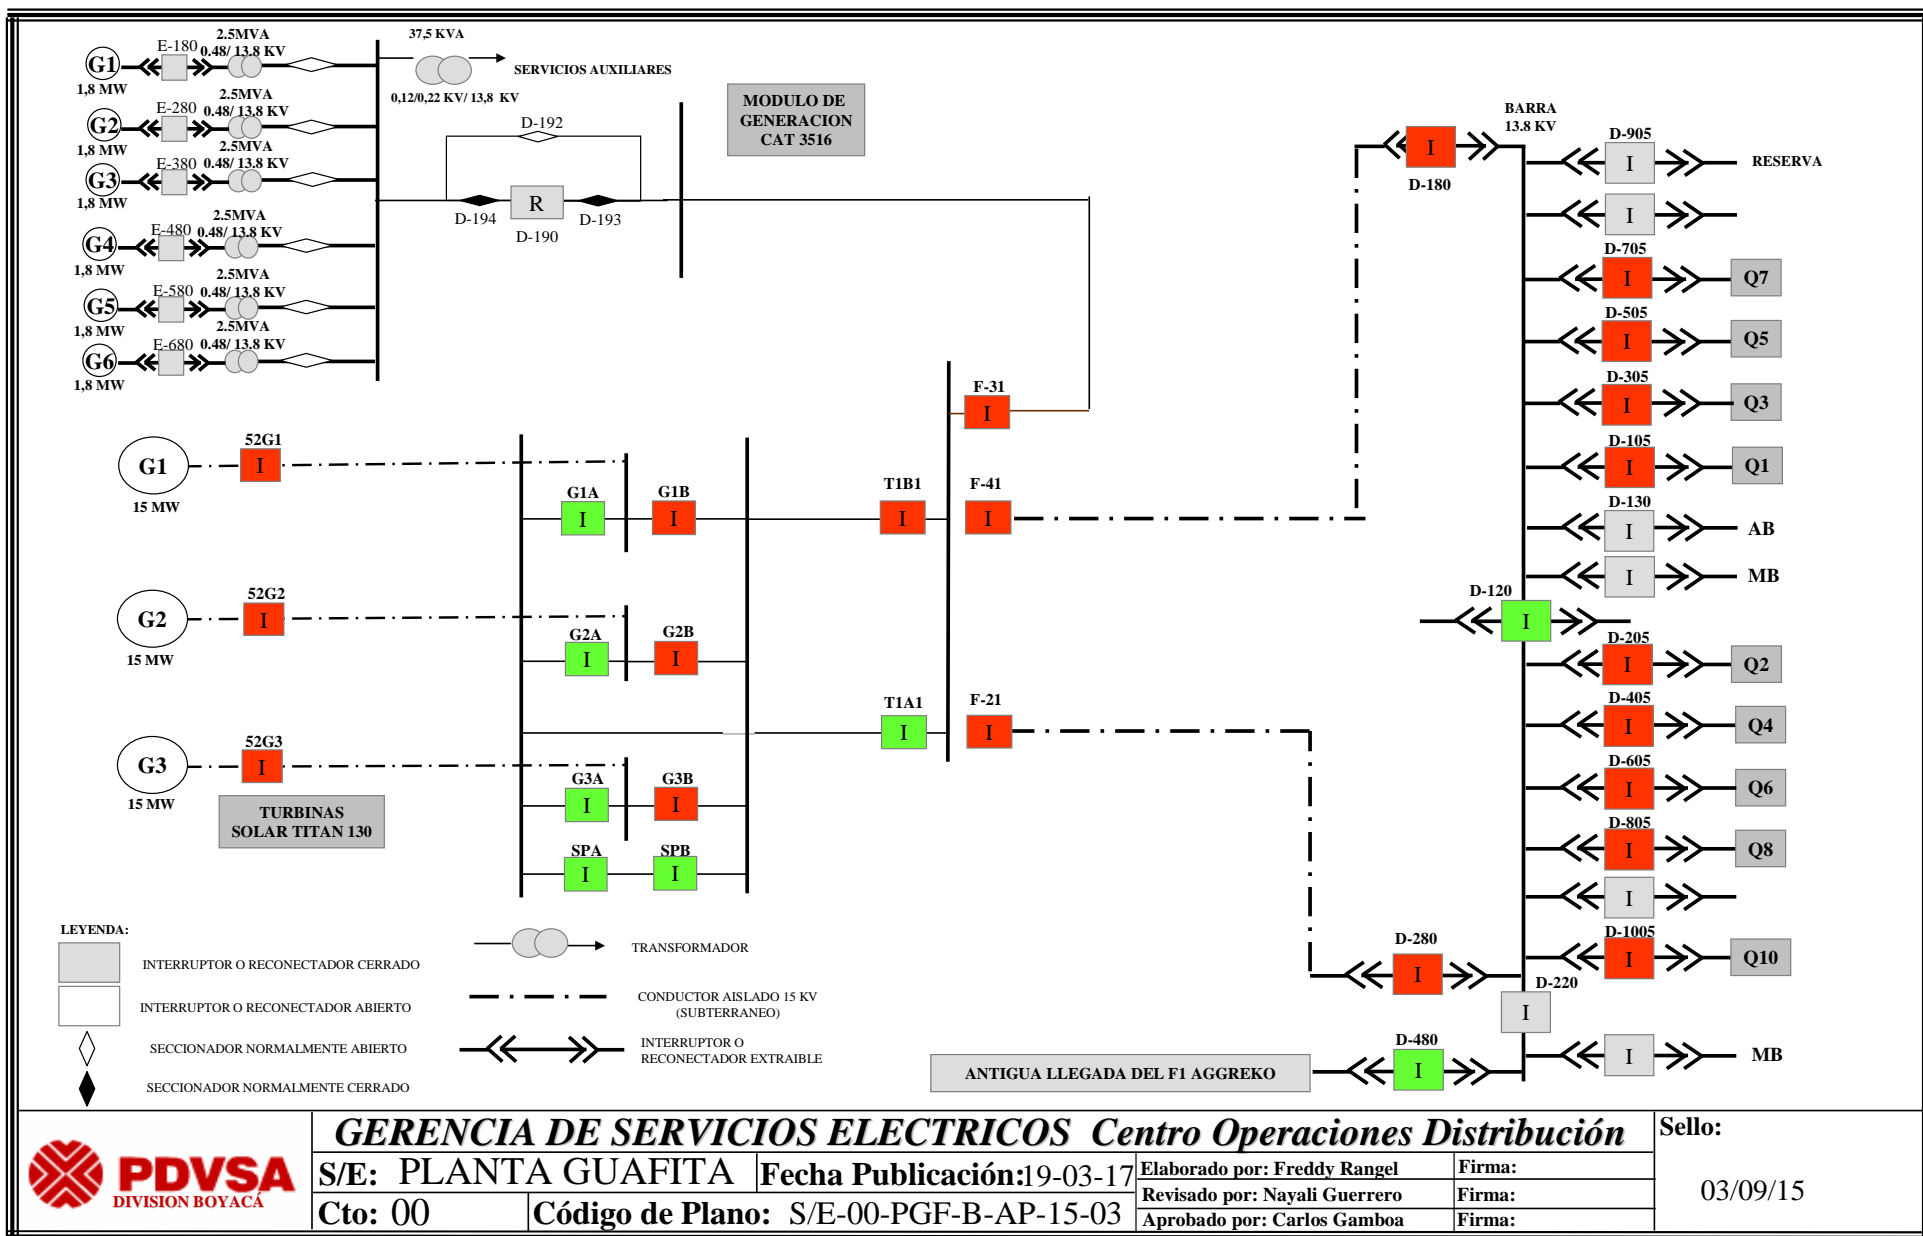 G1
1,8 MW
E-180
2.5MVA
0.48/ 13.8 KV
G2
1,8 MW
E-280
2.5MVA
0.48/ 13.8 KV
G3
1,8 MW
E-380
2.5MVA
0.48/ 13.8 KV
G4
1,8 MW
E-480
2.5MVA
0.48/ 13.8 KV
G5
1,8 MW
E-580
2.5MVA
0.48/ 13.8 KV
G6
1,8 MW
E-680
2.5MVA
0.48/ 13.8 KV
37,5 KVA
SERVICIOS AUXILIARES
0,12/0,22 KV/ 13,8 KV
D-192
D-194
R
D-193
D-190
MODULO DE
GENERACION
CAT 3516
G1
15 MW
52G1
I
G2
15 MW
52G2
I
G3
15 MW
52G3
I
TURBINAS
SOLAR TITAN 130
G1A
I
G1B
I
G2A
I
G2B
I
G3A
I
G3B
I
SPA
I
SPB
I
T1B1
I
T1A1
I
F-31
I
F-41
I
F-21
I
I
D-180
BARRA
13.8 KV
D-905
I
RESERVA
I
D-705
I
Q7
D-505
I
Q5
D-305
I
Q3
D-105
I
Q1
D-130
I
AB
I
MB
D-120
I
D-205
I
Q2
D-405
I
Q4
D-605
I
Q6
D-805
I
Q8
I
D-1005
I
Q10
D-280
I
D-220
I
D-480
I
I
MB
ANTIGUA LLEGADA DEL F1 AGGREKO
LEYENDA:
INTERRUPTOR O RECONECTADOR CERRADO
INTERRUPTOR O RECONECTADOR ABIERTO
SECCIONADOR NORMALMENTE ABIERTO
SECCIONADOR NORMALMENTE CERRADO
TRANSFORMADOR
CONDUCTOR AISLADO 15 KV
(SUBTERRANEO)
INTERRUPTOR O
RECONECTADOR EXTRAIBLE
PDVSA
DIVISION BOYACÁ
GERENCIA DE SERVICIOS ELECTRICOS Centro Operaciones Distribución
S/E: PLANTA GUAFITA
Fecha Publicación:19-03-17
Cto: 00
Código de Plano: S/E-00-PGF-B-AP-15-03
Elaborado por: Freddy Rangel
Firma:
Revisado por: Nayali Guerrero
Firma:
Aprobado por: Carlos Gamboa
Firma:
Sello:
03/09/15